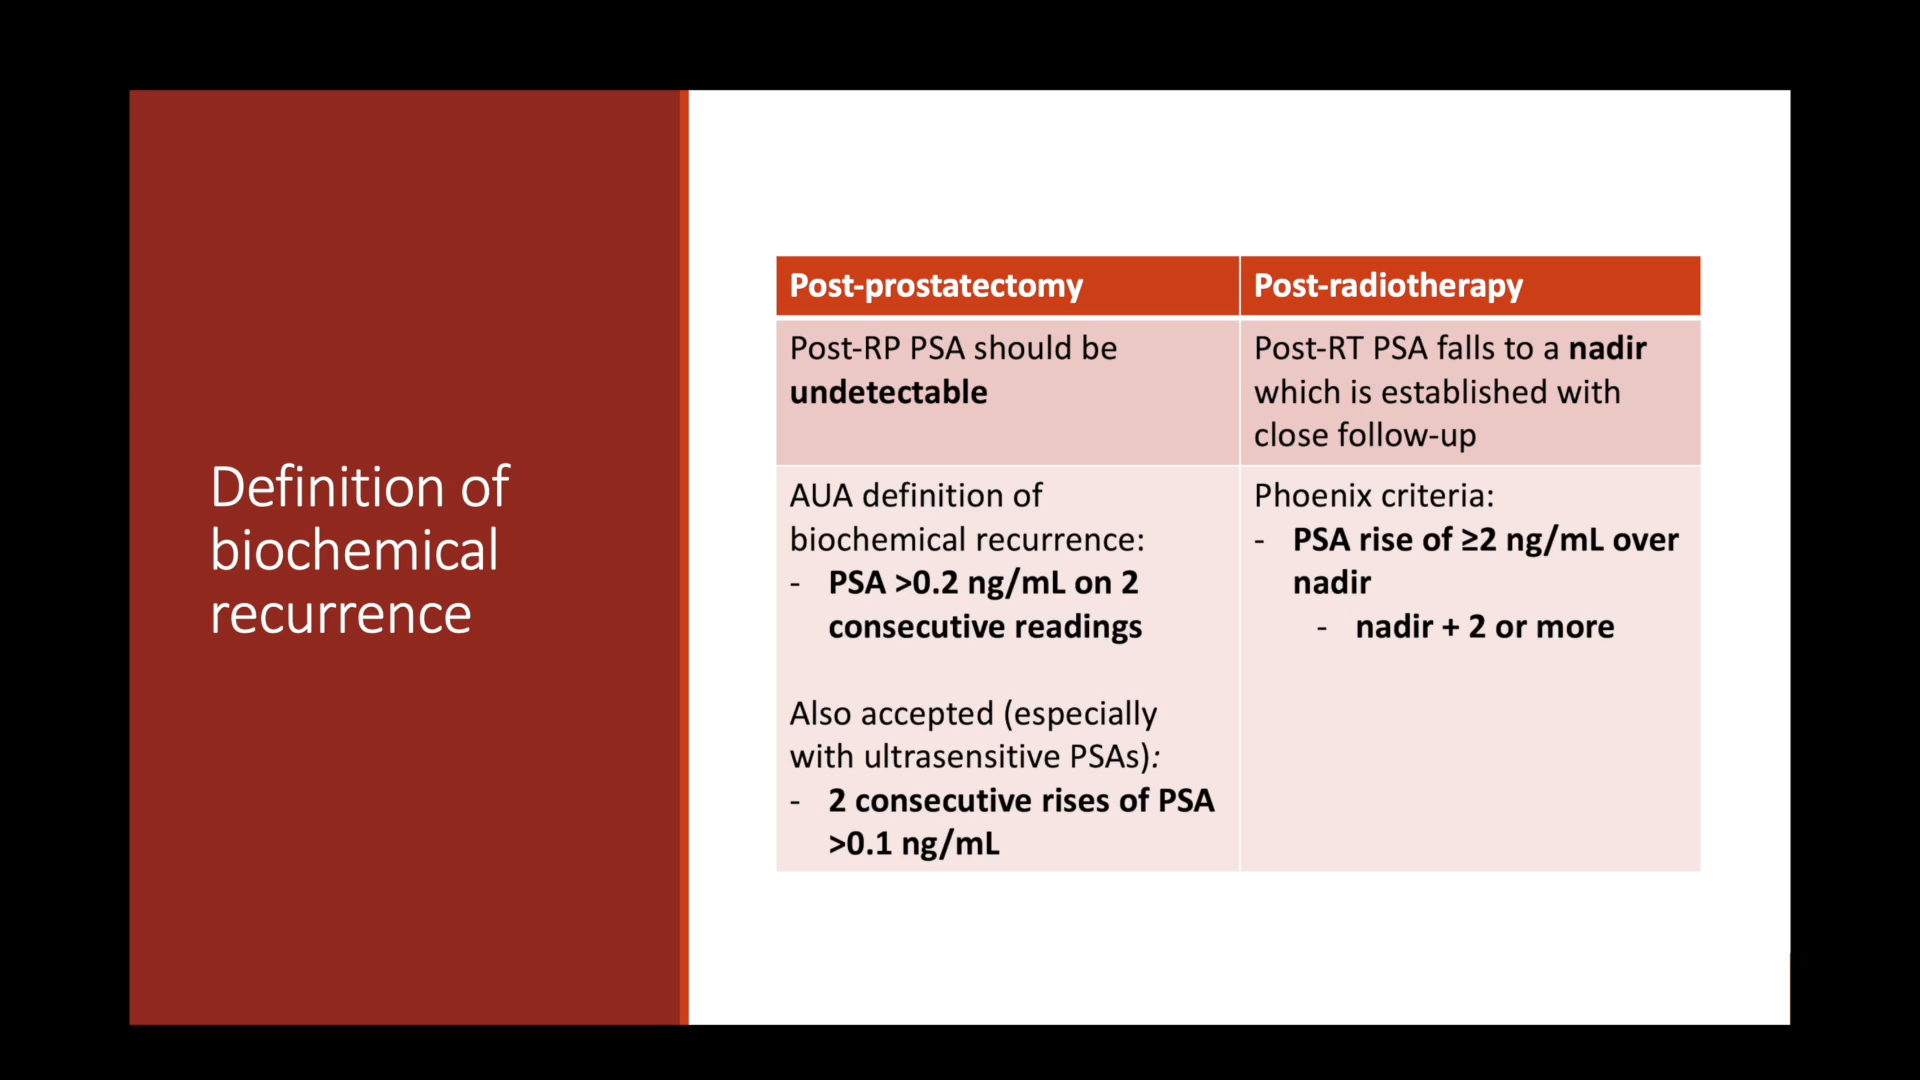 Definition of
biochemical
recurrence
Post-prostatectomy
Post-radiotherapy
Post-RP PSA should be
undetectable
Post-RT PSA falls to a nadir
which is established with
close follow-up
AUA definition of
biochemical recurrence:
- PSA >0.2 ng/mL on 2
consecutive readings
Also accepted (especially
with ultrasensitive PSAs):
- 2 consecutive rises of PSA
>0.1 ng/mL
Phoenix criteria:
- PSA rise of ≥2 ng/mL over
nadir
- nadir + 2 or more